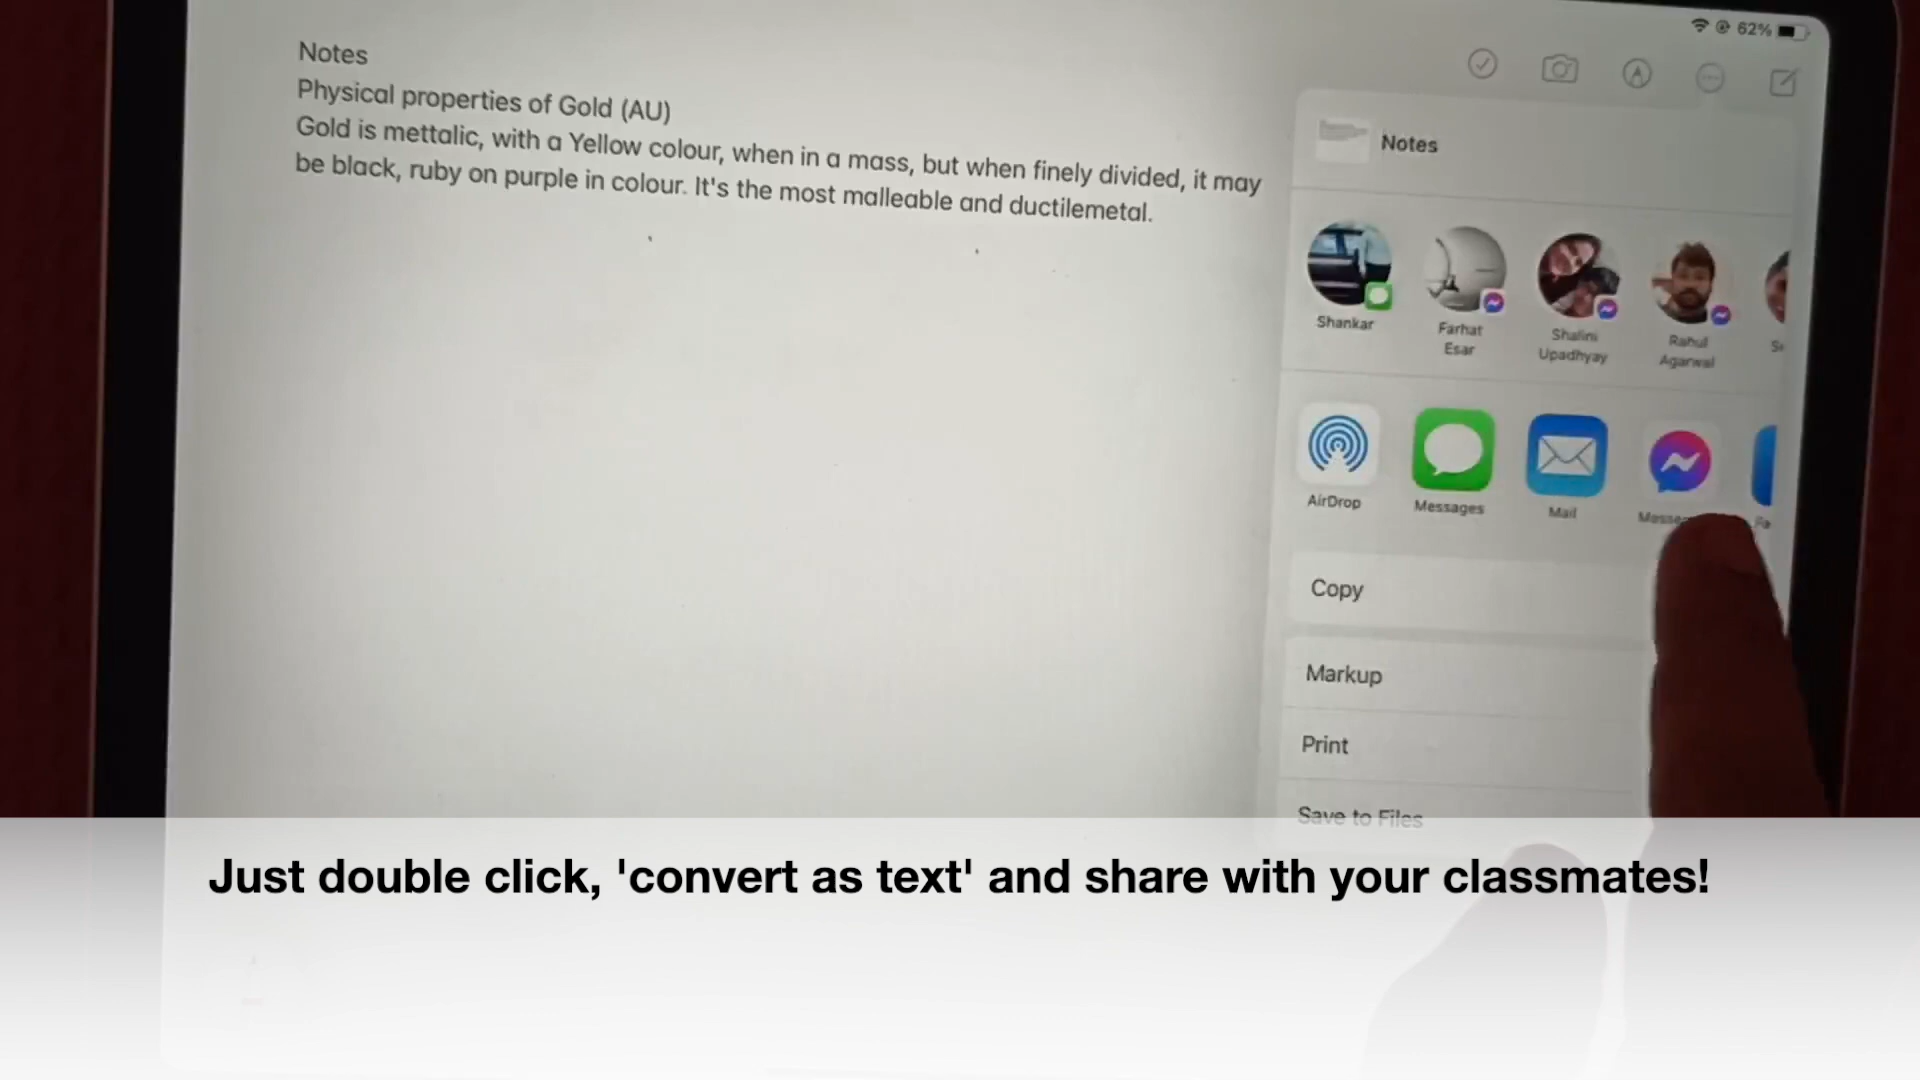 62%
Notes
Physical properties of Gold (AU)
Gold is mettalic, with a Yellow colour, when in a mass, but when finely divided, it may
be black, ruby on purple in colour. It's the most malleable and ductilemetal.
Notes
Shankar
Farhat
Esar
Shalini
Upadhyay
Rahul
Agarwal
AirDrop
Messages
Mail
Copy
Markup
Print
Save to Files
Just double click, 'convert as text' and share with your classmates!